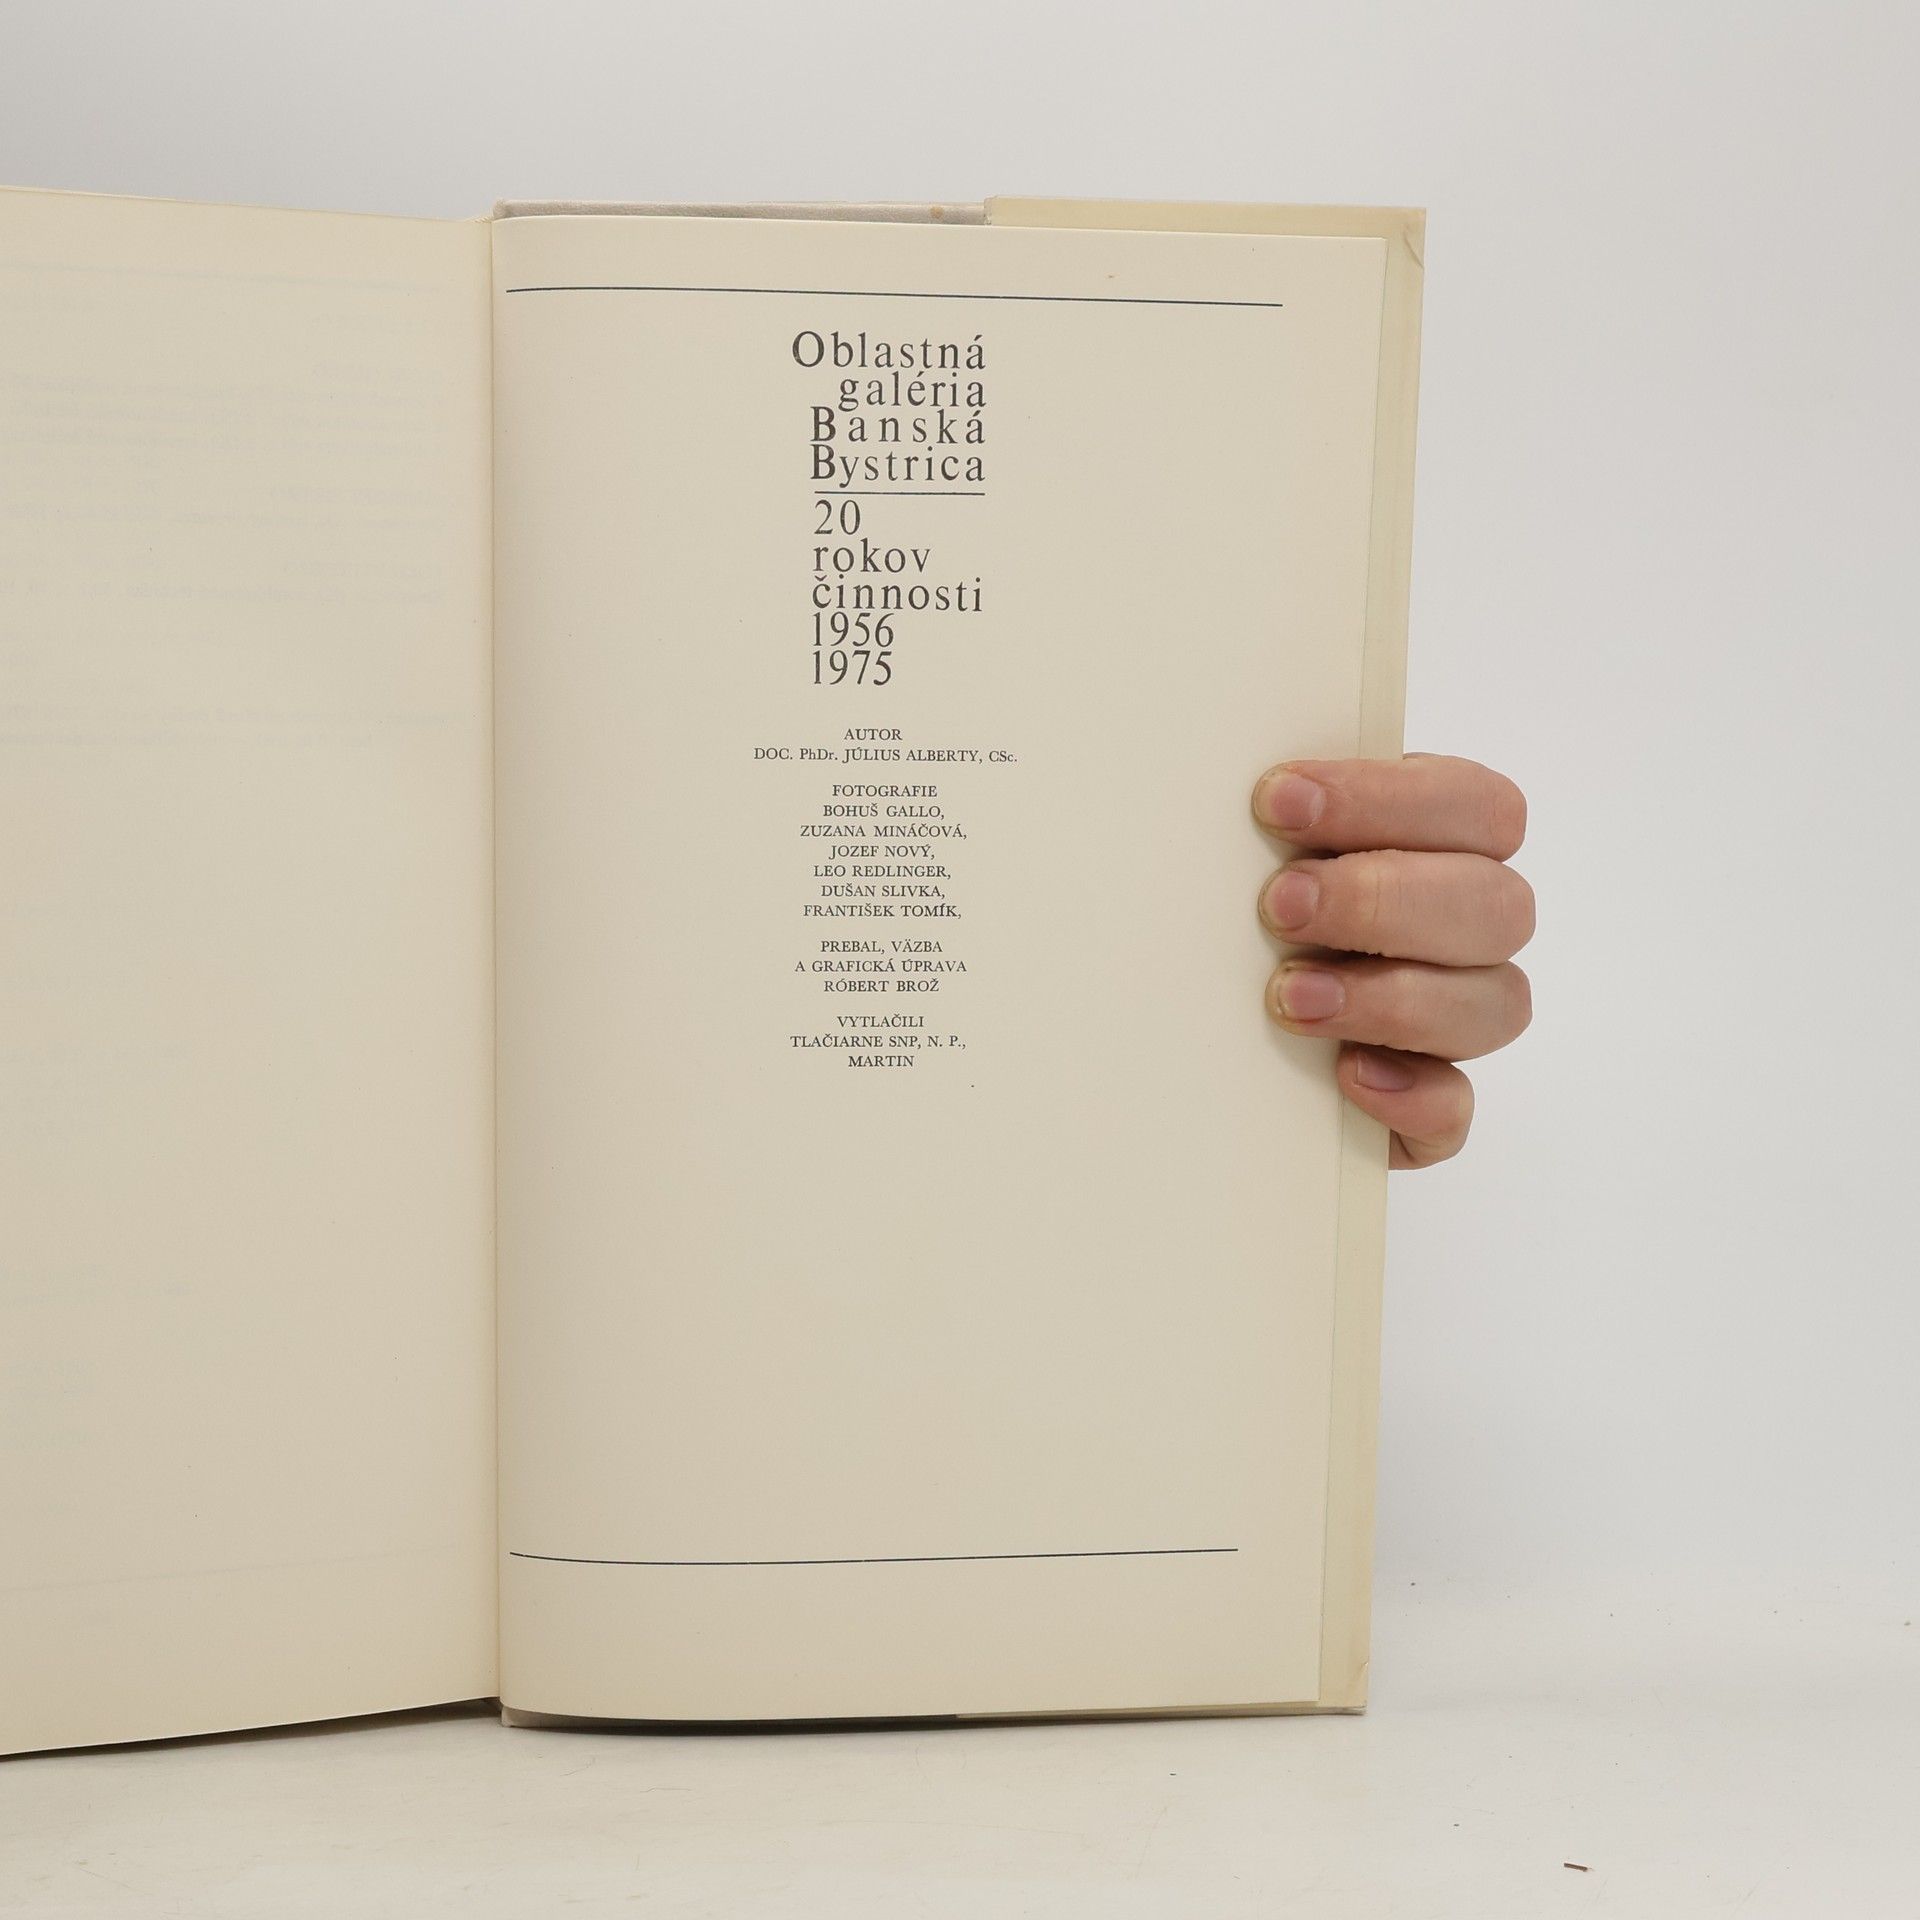 Oblastná
galéria
Banská
Bystrica
20
rokov
činnosti
1956
1975
AUTOR
DOC. PhDr. JÚLIUS ALBERTY, CSc.
FOTOGRAFIE
BOHUŠ GALLO,
ZUZANA MINÁČOVÁ,
JOZEF NOVÝ,
LEO REDLINGER,
DUŠAN SLIVKA,
FRANTIŠEK TOMÍK,
PREBAL, VÄZBA
A GRAFICKÁ ÚPRAVA
RÓBERT BROŽ
VYTLAČILI
TLAČIARNE SNP, N. P.,
MARTIN